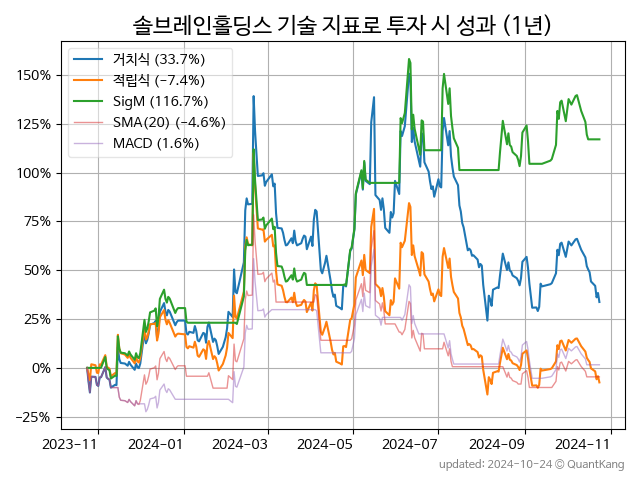 솔브레인홀딩스 기술 지표로 투자 시 성과 (1년)
거치식 (33.7%)
적립식 (−7.4%)
SigM (116.7%)
SMA(20) (−4.6%)
MACD (1.6%)
150%
125%
100%
75%
50%
25%
0%
−25%
2023-11
2024-01
2024-03
2024-05
2024-07
2024-09
2024-11
updated: 2024-10-24 © QuantKang